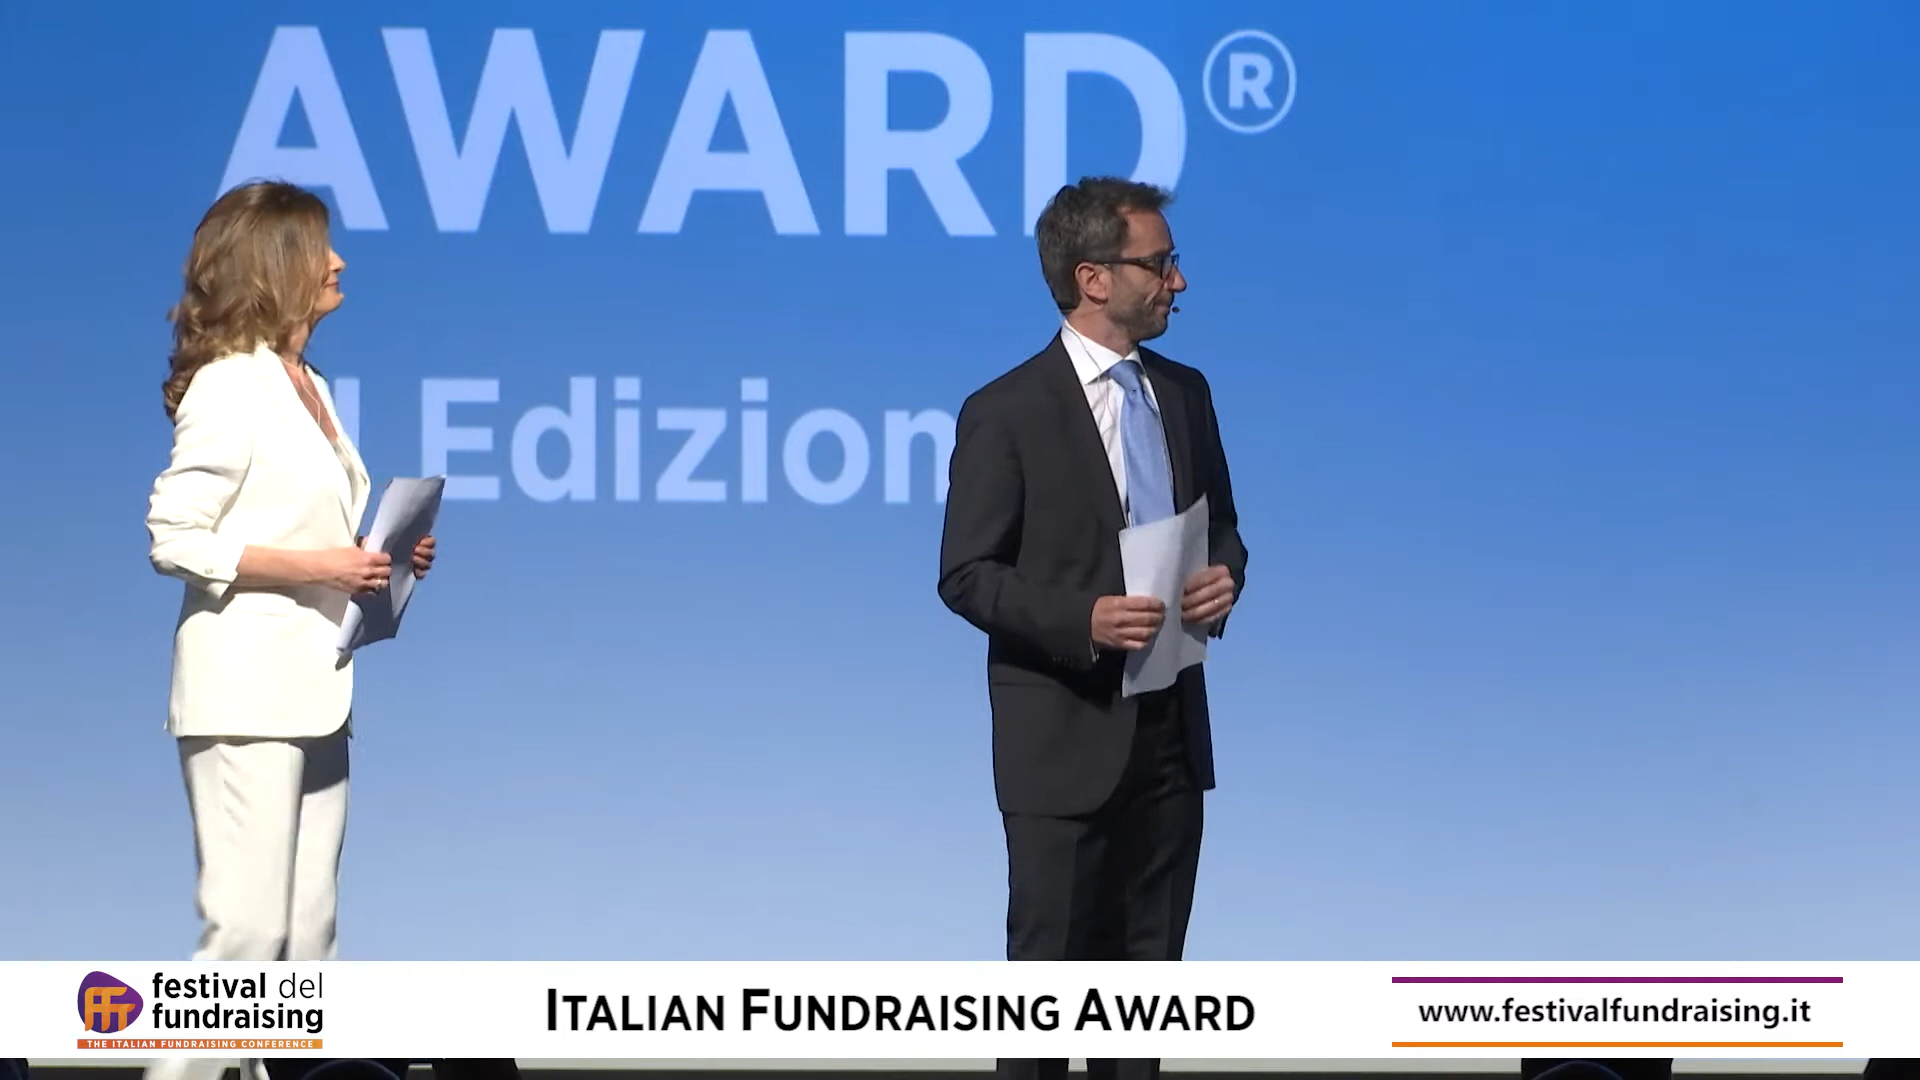 AWARD®
Edizion
festival del
fundraising
THE ITALIAN FUNDRAISING CONFERENCE
ITALIAN FUNDRAISING AWARD
www.festivalfundraising.it